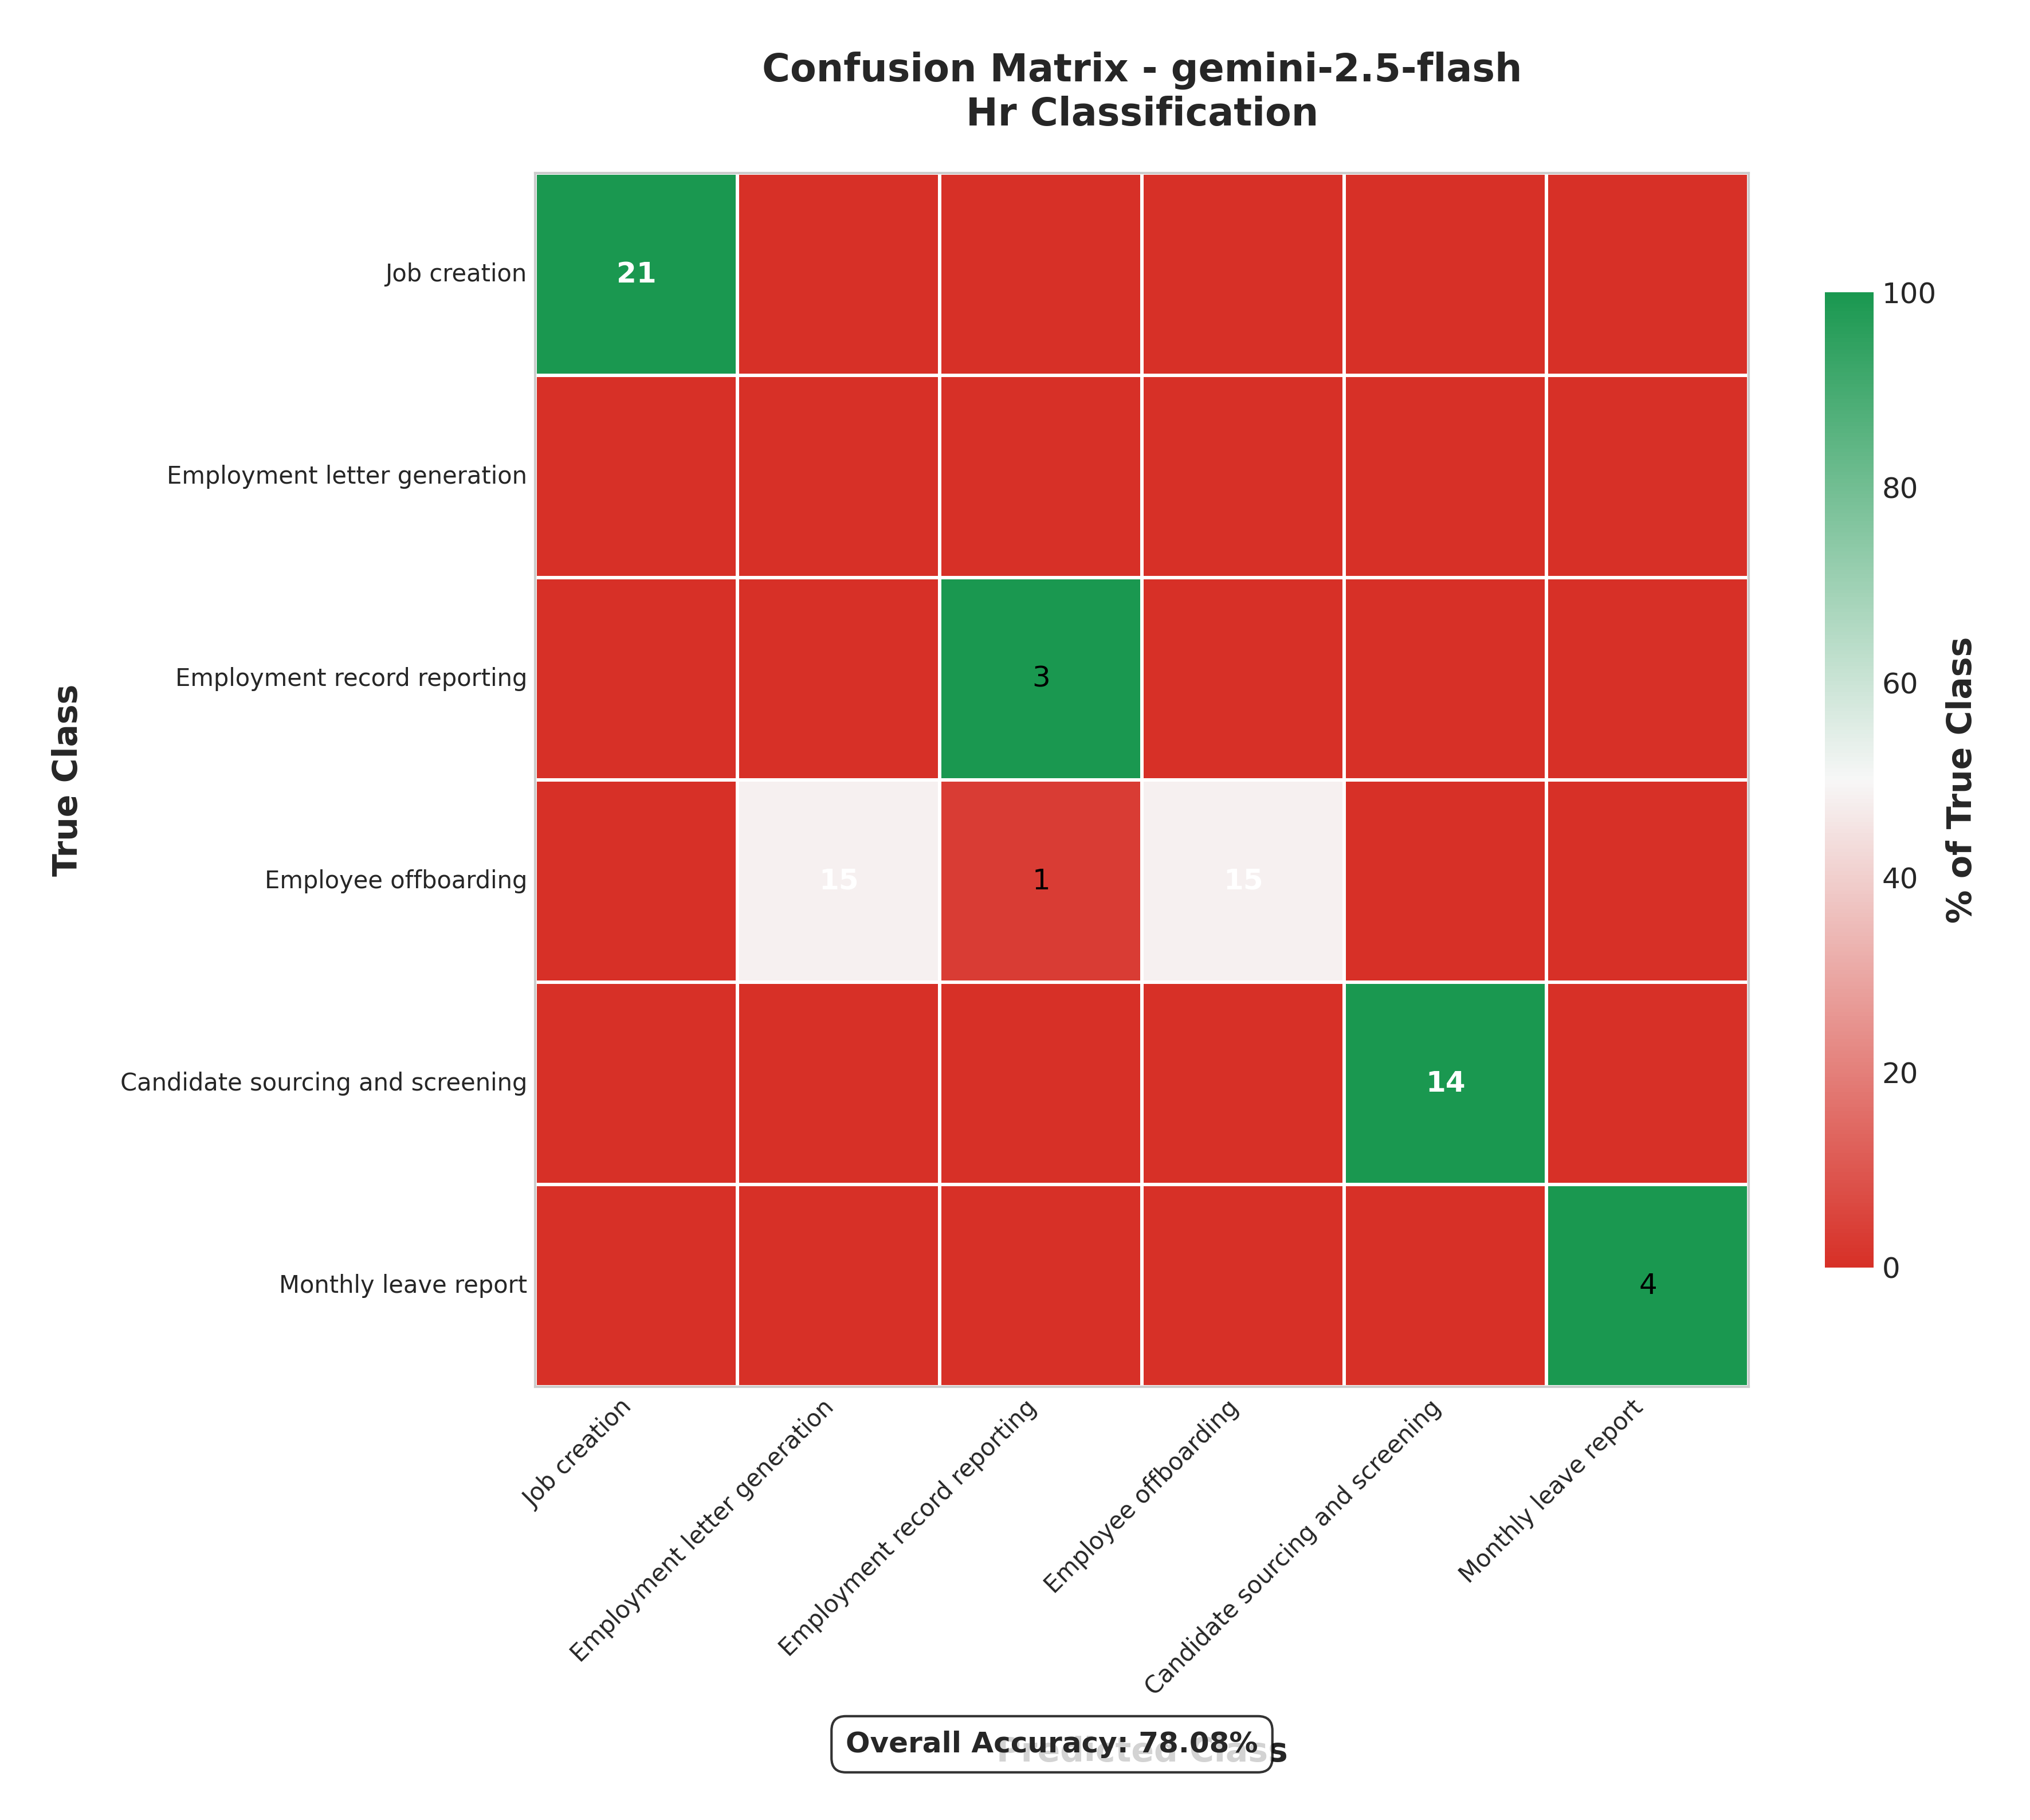 Confusion Matrix - gemini-2.5-flash
Hr Classification
Job creation
21
Employment letter generation
Employment record reporting
3
Employee offboarding
15
1
15
Candidate sourcing and screening
14
Monthly leave report
4
True Class
100
80
60
40
20
0
% of True Class
Job creation
Employment letter generation
Employment record reporting
Employee offboarding
Candidate sourcing and screening
Monthly leave report
Overall Accuracy: 78.08%
Predicted Class